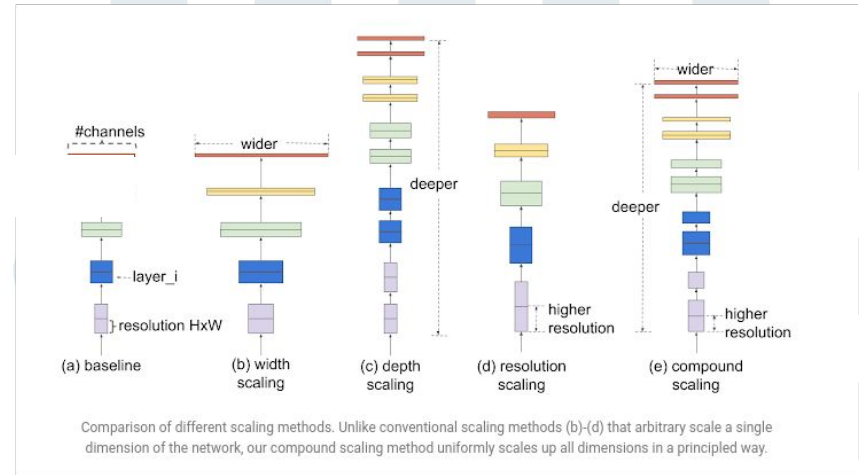 #channels
layer_i
resolution HxW
(a) baseline
wider
(b) width
scaling
deeper
(c) depth
scaling
higher
resolution
(d) resolution
scaling
wider
deeper
higher
resolution
(e) compound
scaling
Comparison of different scaling methods. Unlike conventional scaling methods (b)-(d) that arbitrary scale a single
dimension of the network, our compound scaling method uniformly scales up all dimensions in a principled way.